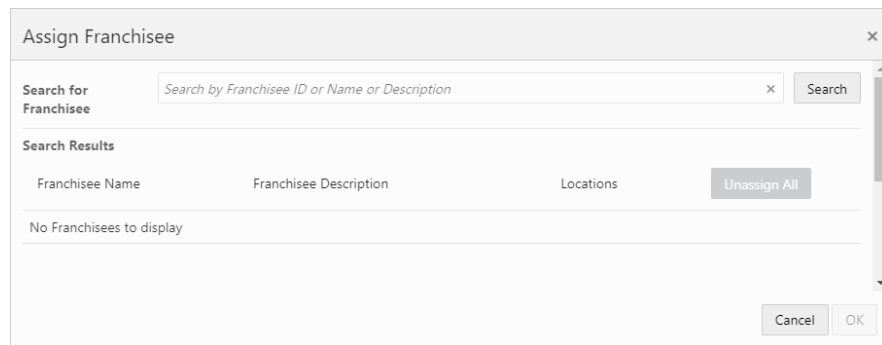 Assign Franchisee
×
Search for Franchisee
Search by Franchisee ID or Name or Description
×
Search
Search Results
Franchisee Name Franchisee Description Locations Unassign All
No Franchisees to display
Cancel OK